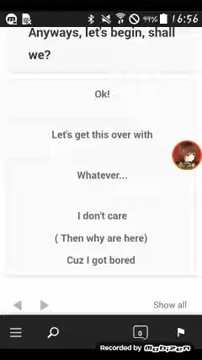 99% 16:56
Anyways, let's begin, shall
we?
Ok!
Let's get this over with
Whatever...
I don't care
( Then why are here)
Cuz I got bored
Show all
0
Recorded by Mobizen